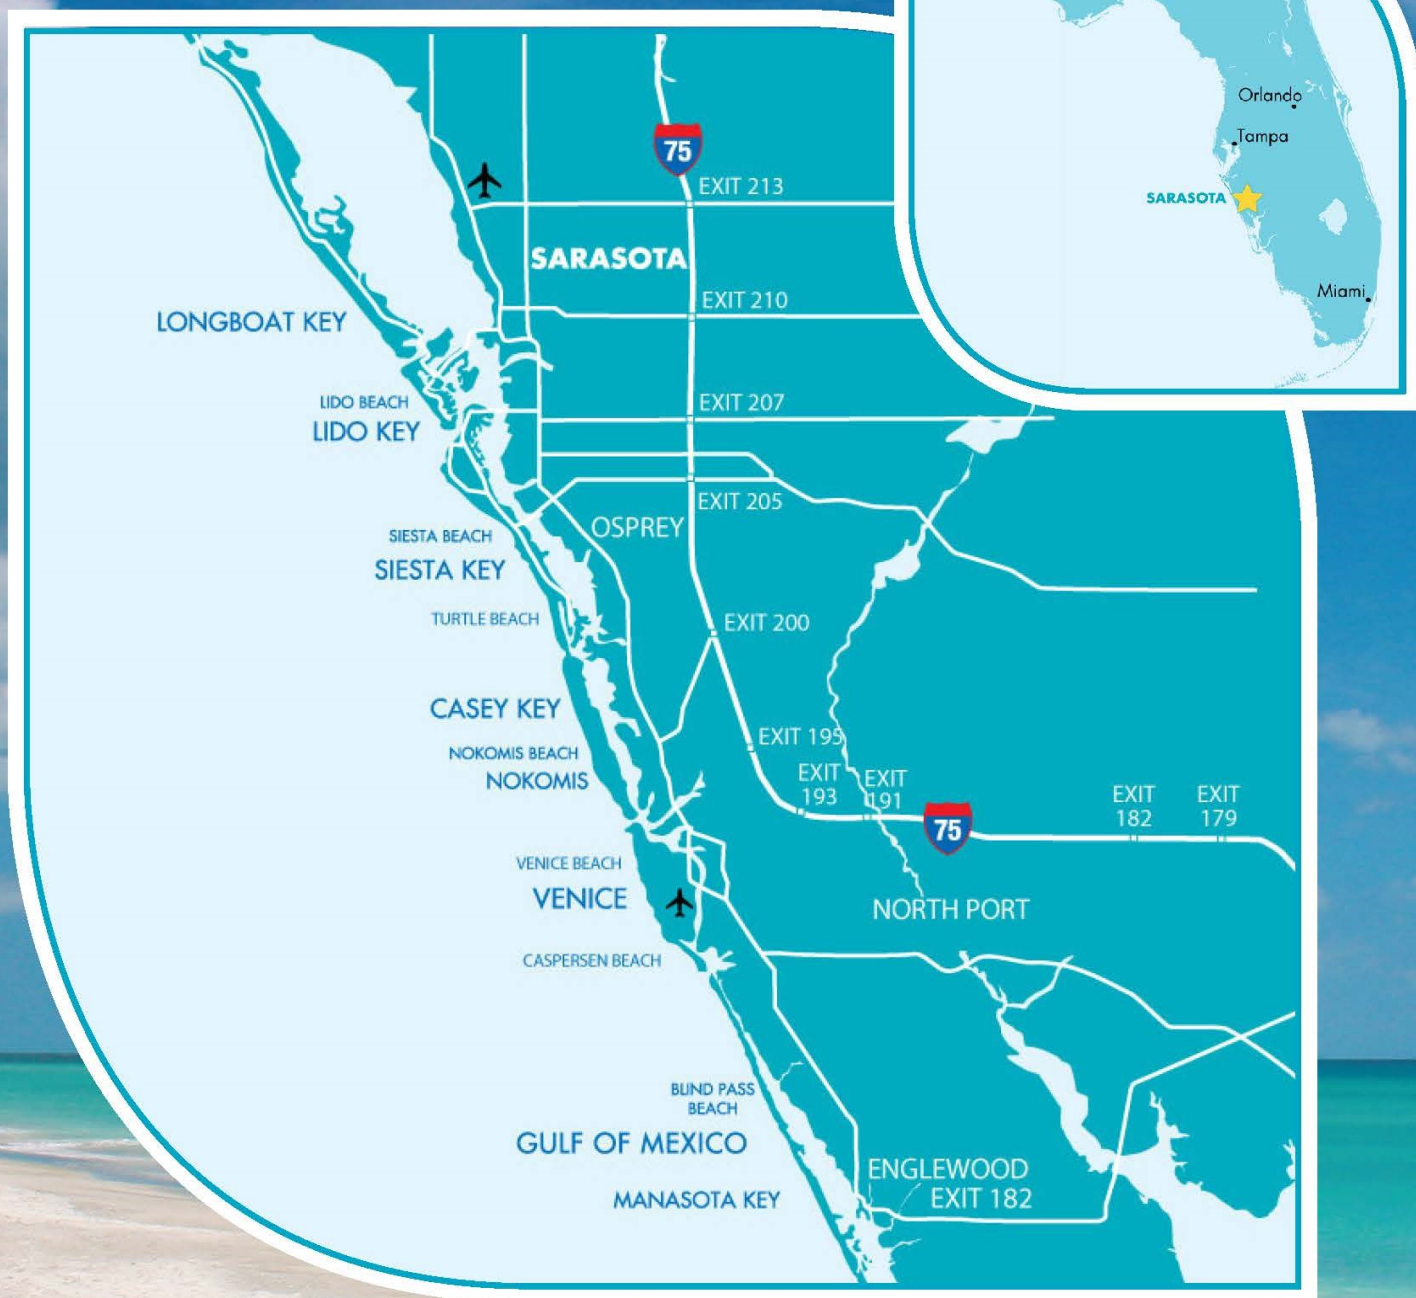 Orlando
Tampa
SARASOTA
Miami
75
EXIT 213
SARASOTA
EXIT 210
LONGBOAT KEY
LIDO BEACH
LIDO KEY
EXIT 207
EXIT 205
OSPREY
SIESTA BEACH
SIESTA KEY
TURTLE BEACH
EXIT 200
CASEY KEY
NOKOMIS BEACH
NOKOMIS
EXIT 195
EXIT
193
EXIT
191
75
EXIT
182
EXIT
179
VENICE BEACH
VENICE
NORTH PORT
CASPERSEN BEACH
BLIND PASS
BEACH
GULF OF MEXICO
MANASOTA KEY
ENGLEWOOD
EXIT 182